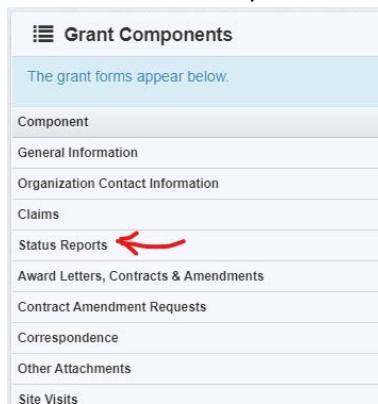 Grant Components
The grant forms appear below.
Component
General Information
Organization Contact Information
Claims
Status Reports
Award Letters, Contracts & Amendments
Contract Amendment Requests
Correspondence
Other Attachments
Site Visits